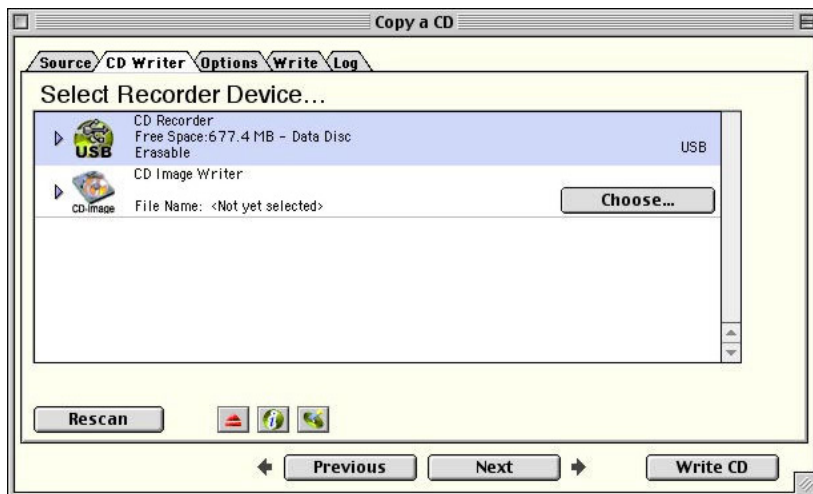 Copy a CD
Source CD Writer Options Write Log
Select Recorder Device...
CD Recorder
Free Space:677.4 MB - Data Disc
Erasable
USB
USB
CD Image Writer
File Name: <Not yet selected>
CD-Image
Choose...
Rescan
Previous Next Write CD